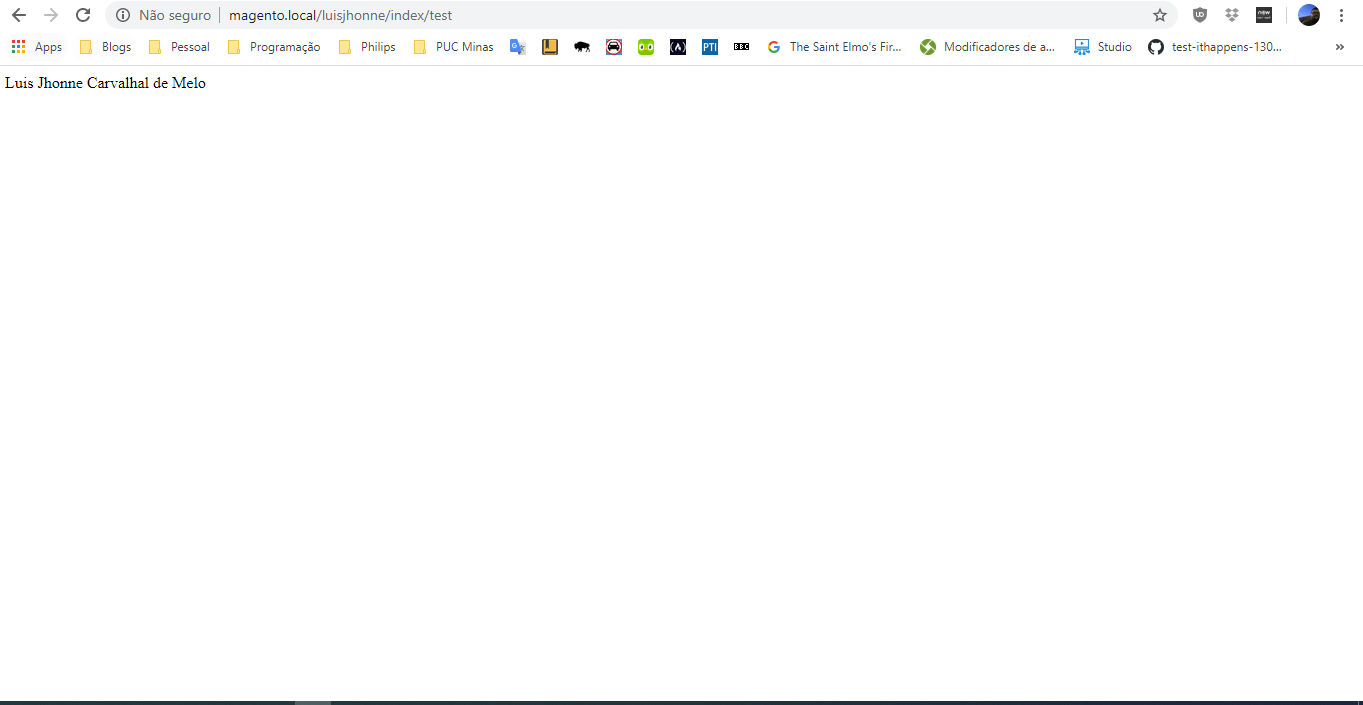 Não seguro magento.local/luisjhonne/index/test
Apps Blogs Pessoal Programação Philips PUC Minas PTI BBC The Saint Elmo's Fir... Modificadores de a... Studio test-ithappens-130... »
Luis Jhonne Carvalhal de Melo